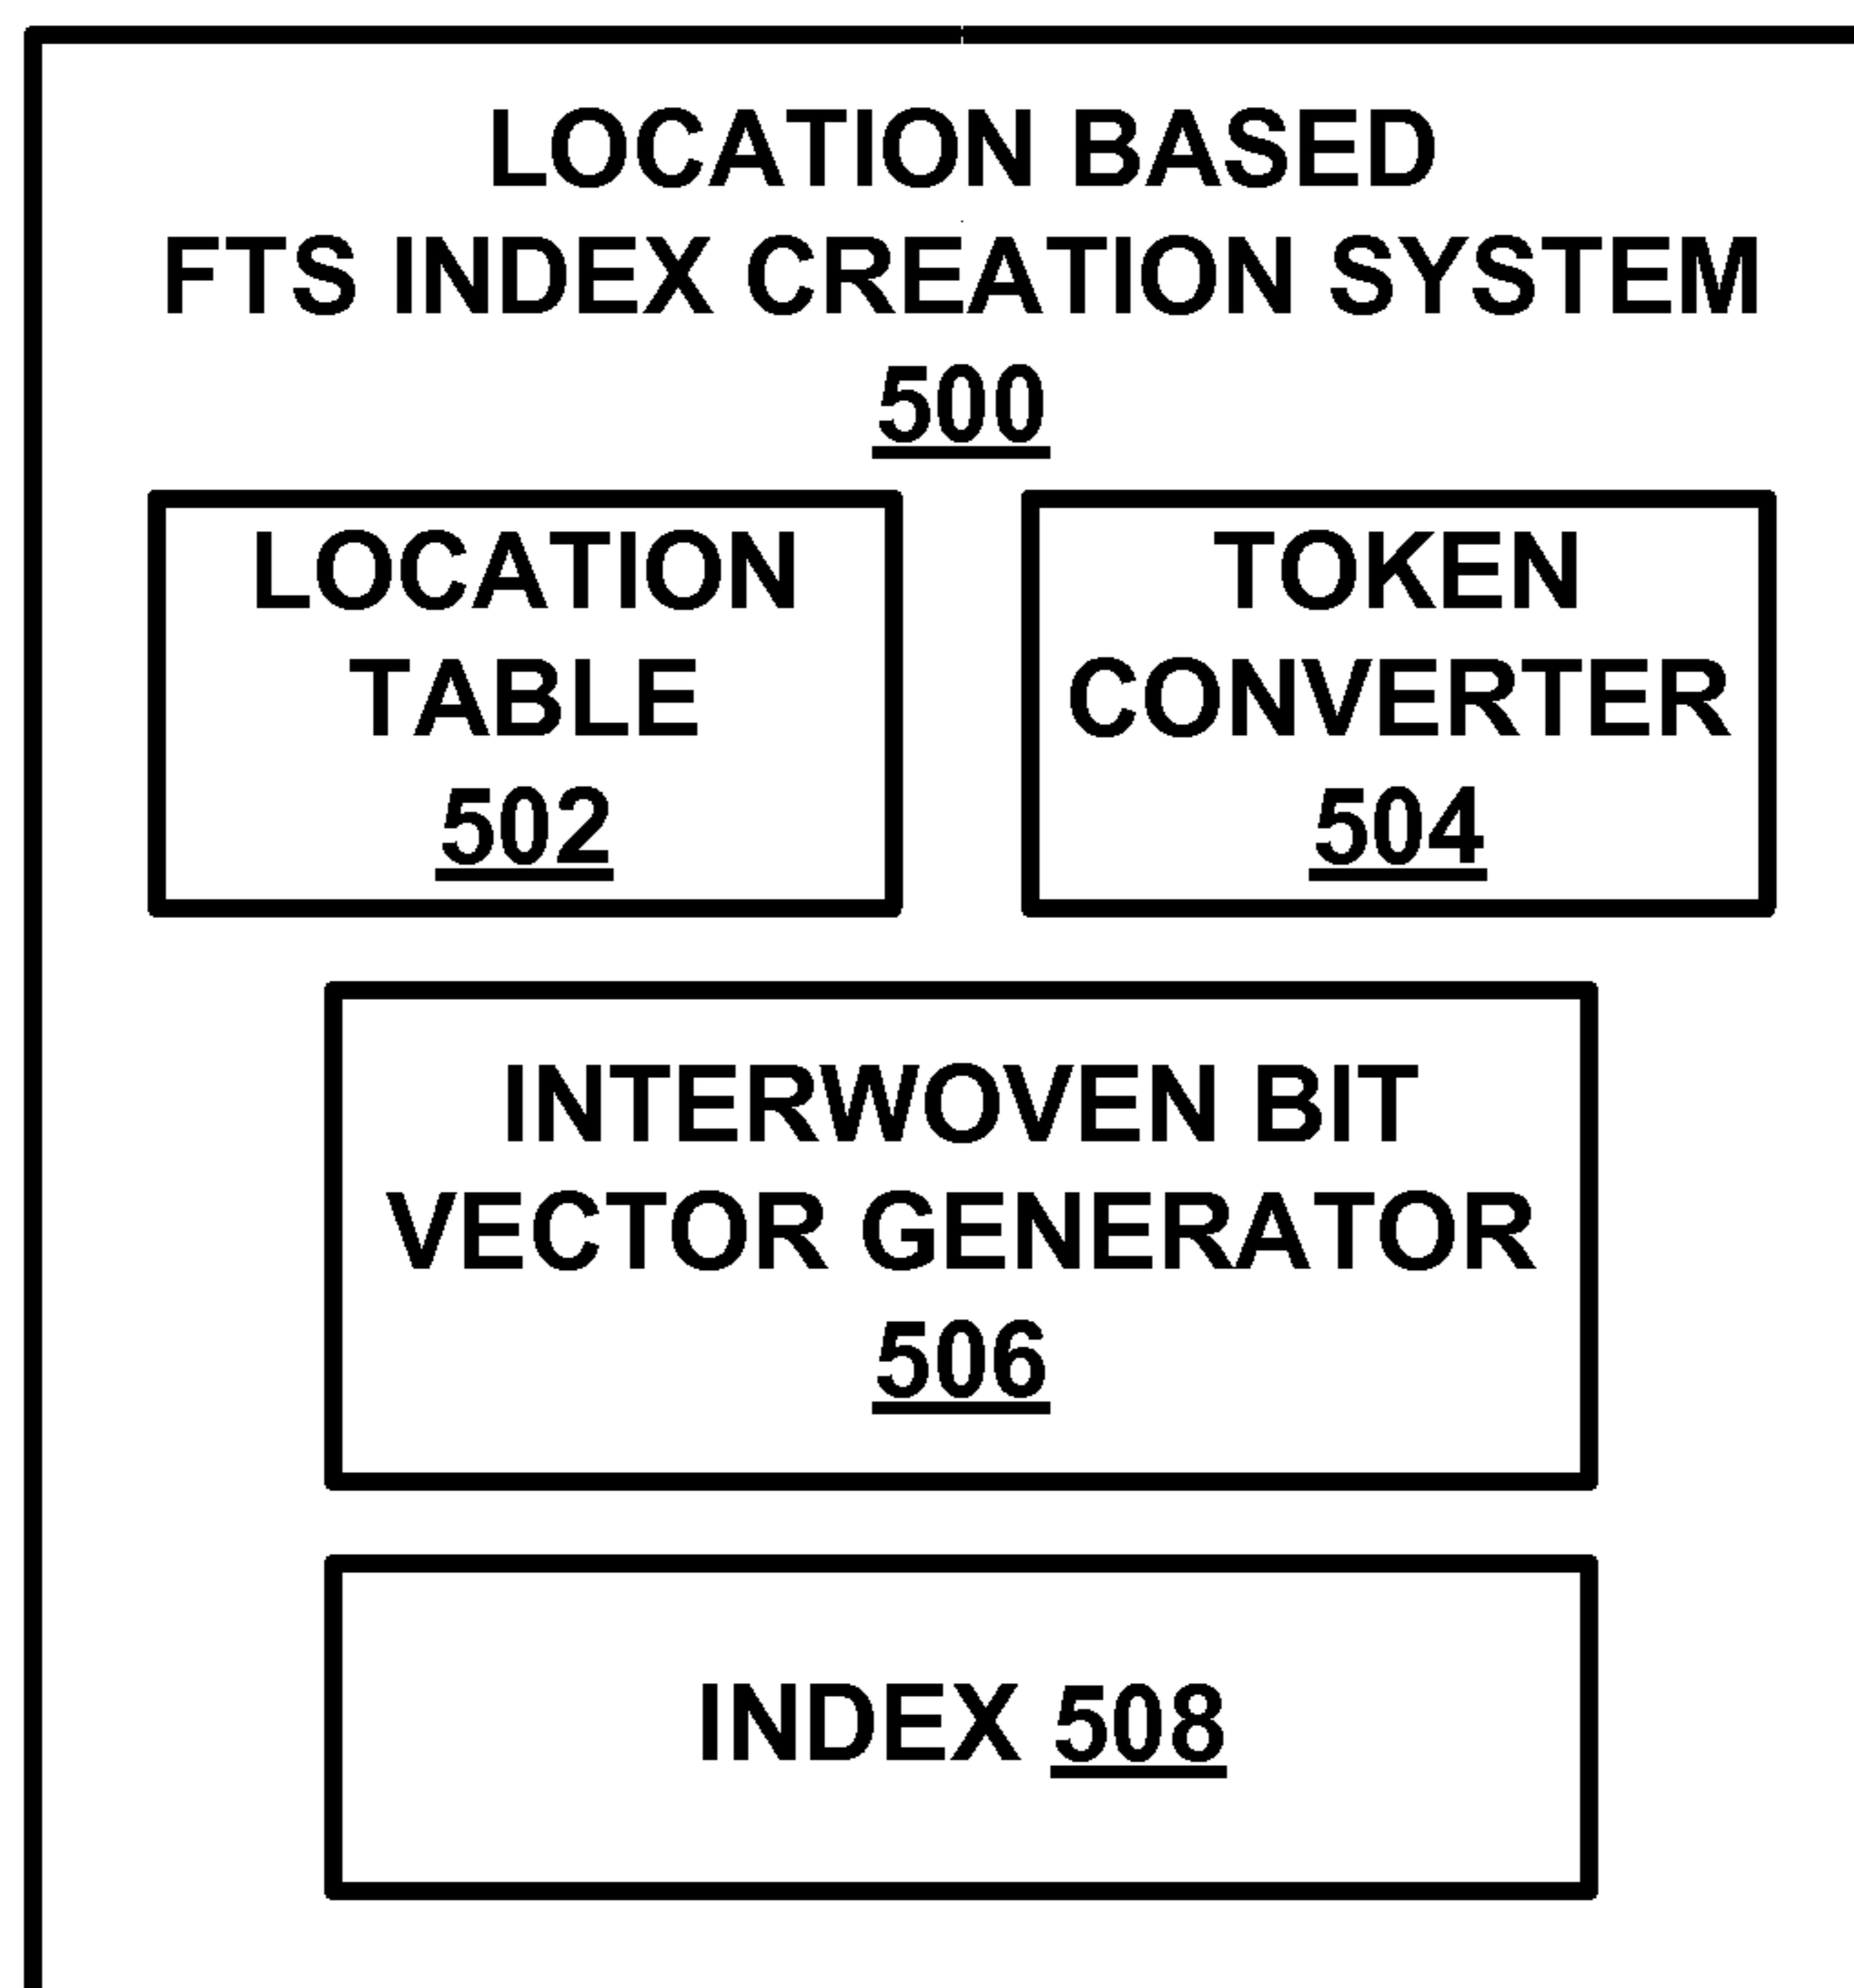 LOCATION BASED
FTS INDEX CREATION SYSTEM
500
LOCATION
TABLE
502
TOKEN
CONVERTER
504
INTERWOVEN BIT
VECTOR GENERATOR
506
INDEX 508